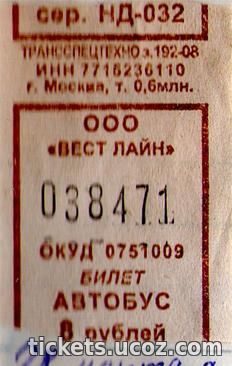 сер. НД-032
ТРАНССПЕЦТЕХНО з.192-08
ИНН 7715236110
г. Москва, т. 0,6млн.
ООО
«ВЕСТ ЛАЙН»
038471
ОКУД 0751009
БИЛЕТ
АВТОБУС
8 рублей
tickets.ucoz.com